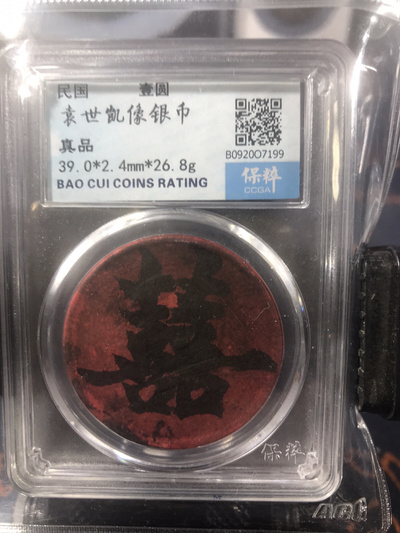 民国 壹圆
袁世凯像银币
真品
39.0*2.4mm*26.8g
BAO CUI COINS RATING
B092007199
保粹
CCGA
囍
保粹